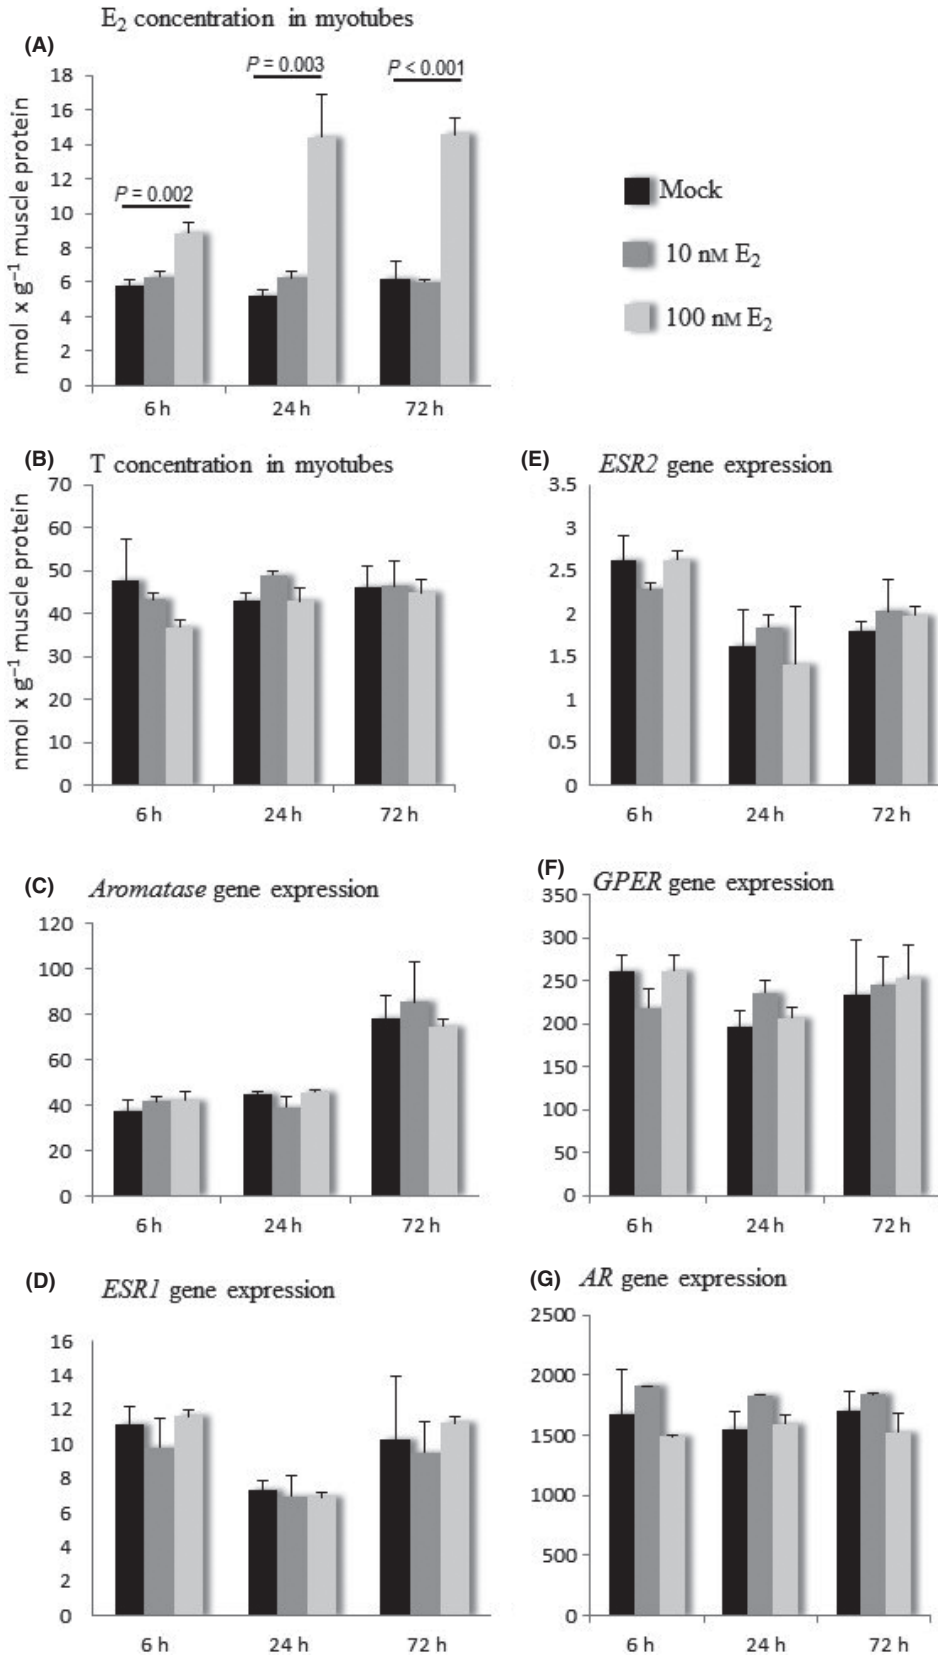 E₂ concentration in myotubes
(A)
P = 0.003
P < 0.001
P = 0.002
nmol x g⁻¹ muscle protein
18
16
14
12
10
8
6
4
2
0
6 h 24 h 72 h
Mock
10 nM E₂
100 nM E₂
(B) T concentration in myotubes
nmol x g⁻¹ muscle protein
70
60
50
40
30
20
10
0
6 h 24 h 72 h
(E) ESR2 gene expression
3.5
3
2.5
2
1.5
1
0.5
0
6 h 24 h 72 h
(C) Aromatase gene expression
120
100
80
60
40
20
0
6 h 24 h 72 h
(F) GPER gene expression
350
300
250
200
150
100
50
0
6 h 24 h 72 h
(D) ESR1 gene expression
16
14
12
10
8
6
4
2
0
6 h 24 h 72 h
(G) AR gene expression
2500
2000
1500
1000
500
0
6 h 24 h 72 h